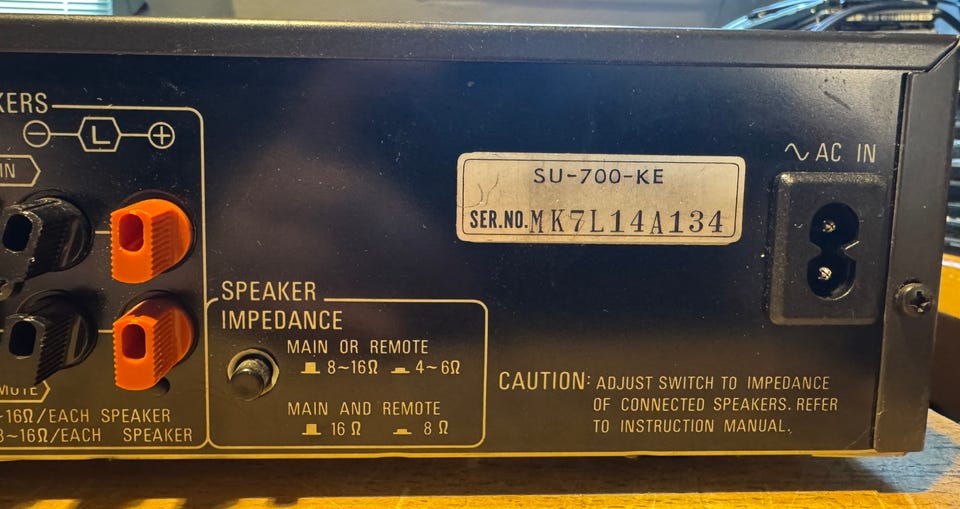 KERS
− L +
IN
SU-700-KE
SER.NO. MK7L14A134
∿ AC IN
SPEAKER
IMPEDANCE
MAIN OR REMOTE
8~16Ω 4~6Ω
MAIN AND REMOTE
16Ω 8Ω
MOTE
~16Ω/EACH SPEAKER
8~16Ω/EACH SPEAKER
CAUTION: ADJUST SWITCH TO IMPEDANCE
OF CONNECTED SPEAKERS. REFER
TO INSTRUCTION MANUAL.